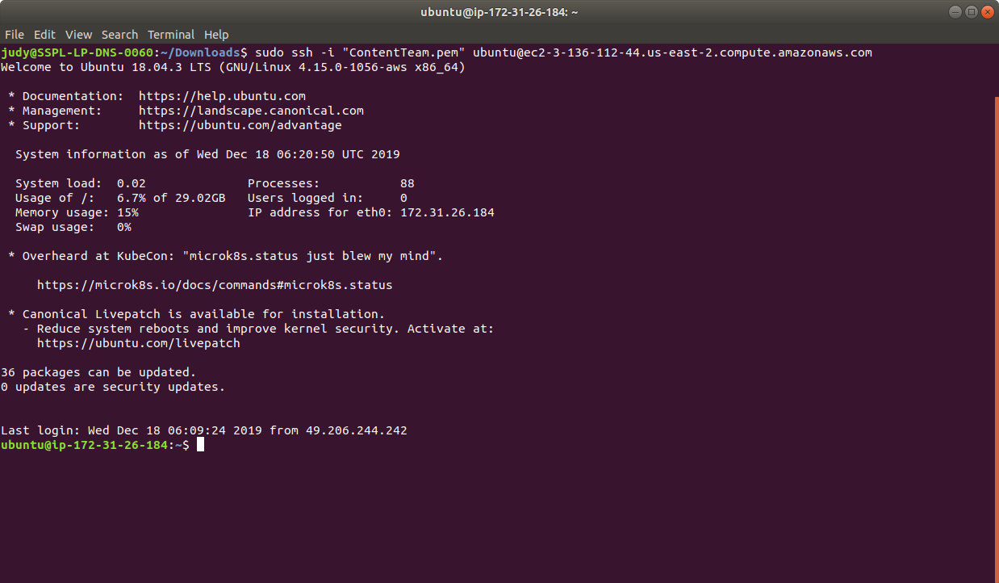 ubuntu@ip-172-31-26-184: ~
File Edit View Search Terminal Help
judy@SSPL-LP-DNS-0060:~/Downloads$ sudo ssh -i "ContentTeam.pem" ubuntu@ec2-3-136-112-44.us-east-2.compute.amazonaws.com
Welcome to Ubuntu 18.04.3 LTS (GNU/Linux 4.15.0-1056-aws x86_64)
* Documentation:  https://help.ubuntu.com
* Management:     https://landscape.canonical.com
* Support:        https://ubuntu.com/advantage
System information as of Wed Dec 18 06:20:50 UTC 2019
System load:  0.02              Processes:           88
Usage of /:   6.7% of 29.02GB   Users logged in:     0
Memory usage: 15%               IP address for eth0: 172.31.26.184
Swap usage:   0%
* Overheard at KubeCon: "microk8s.status just blew my mind".
https://microk8s.io/docs/commands#microk8s.status
* Canonical Livepatch is available for installation.
- Reduce system reboots and improve kernel security. Activate at:
https://ubuntu.com/livepatch
36 packages can be updated.
0 updates are security updates.
Last login: Wed Dec 18 06:09:24 2019 from 49.206.244.242
ubuntu@ip-172-31-26-184:~$